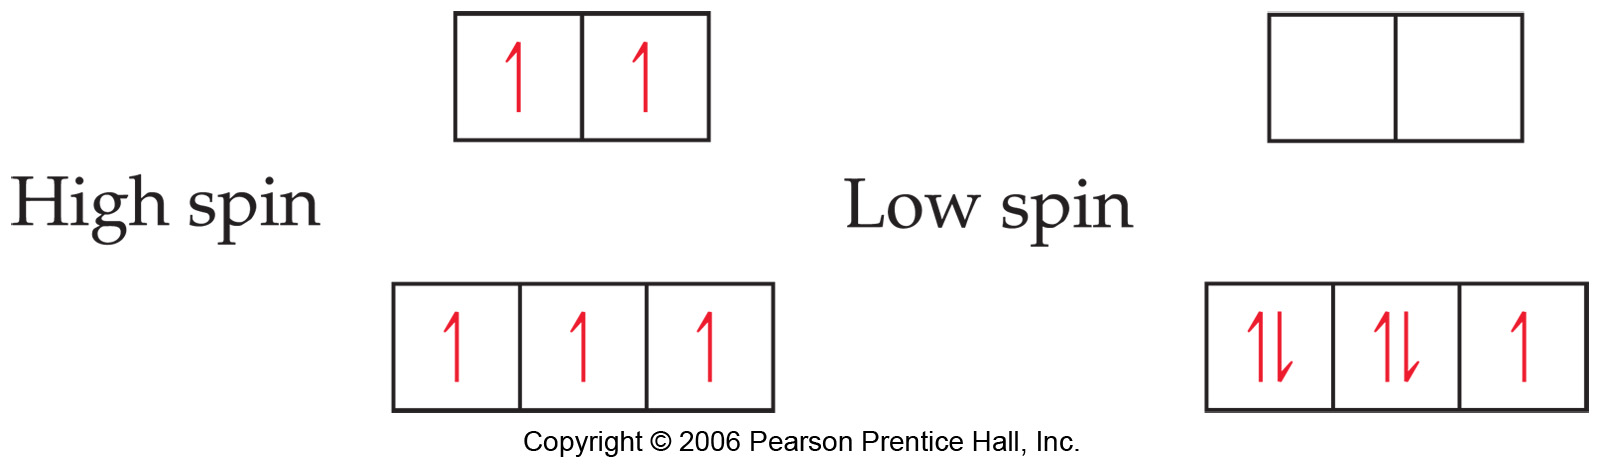 High spin
Low spin
Copyright © 2006 Pearson Prentice Hall, Inc.